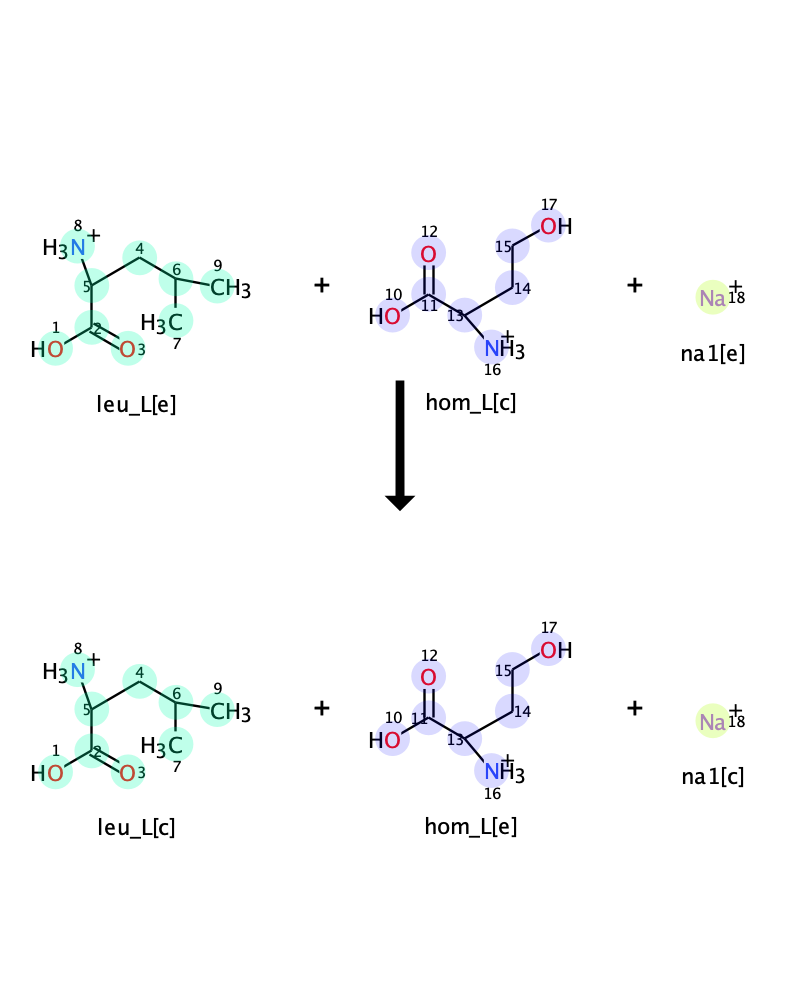 8
H3N+
4
5
6
9
CH3
H3C
7
1
2
HO
O
3
leu_L[e]
+
17
OH
12
15
O
14
10
11
HO
13
NH3+
16
hom_L[c]
+
Na+
18
na1[e]
8
H3N+
4
5
6
9
CH3
H3C
7
1
2
HO
O
3
leu_L[c]
+
17
OH
12
15
O
14
10
11
HO
13
NH3+
16
hom_L[e]
+
Na+
18
na1[c]